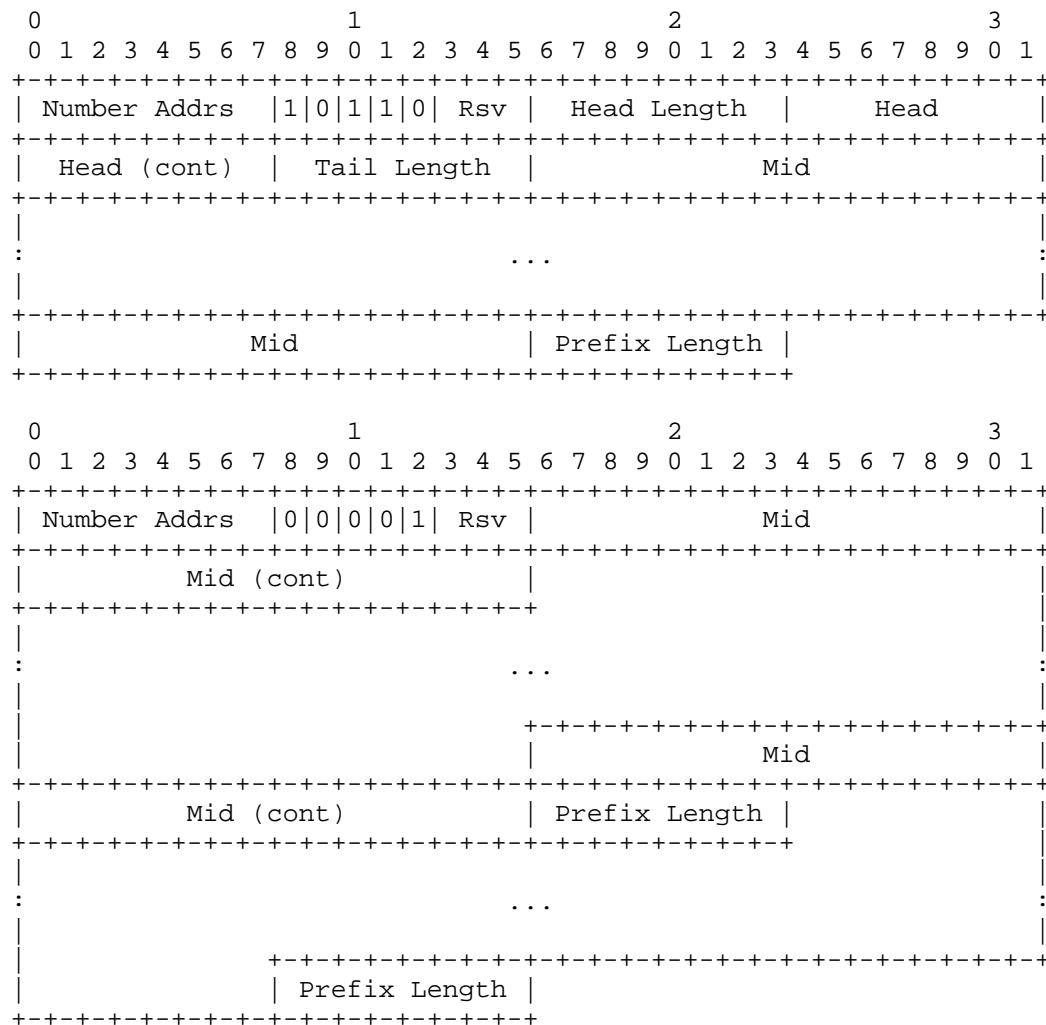 0                   1                   2                   3
 0 1 2 3 4 5 6 7 8 9 0 1 2 3 4 5 6 7 8 9 0 1 2 3 4 5 6 7 8 9 0 1
+-+-+-+-+-+-+-+-+-+-+-+-+-+-+-+-+-+-+-+-+-+-+-+-+-+-+-+-+-+-+-+-+
| Number Addrs  |1|0|1|1|0| Rsv |  Head Length  |     Head      |
+-+-+-+-+-+-+-+-+-+-+-+-+-+-+-+-+-+-+-+-+-+-+-+-+-+-+-+-+-+-+-+-+
|  Head (cont)  |  Tail Length  |              Mid              |
+-+-+-+-+-+-+-+-+-+-+-+-+-+-+-+-+-+-+-+-+-+-+-+-+-+-+-+-+-+-+-+-+
|                                                               |
:                              ...                              :
|                                                               |
+-+-+-+-+-+-+-+-+-+-+-+-+-+-+-+-+-+-+-+-+-+-+-+-+-+-+-+-+-+-+-+-+
|              Mid              | Prefix Length |
+-+-+-+-+-+-+-+-+-+-+-+-+-+-+-+-+-+-+-+-+-+-+-+-+

 0                   1                   2                   3
 0 1 2 3 4 5 6 7 8 9 0 1 2 3 4 5 6 7 8 9 0 1 2 3 4 5 6 7 8 9 0 1
+-+-+-+-+-+-+-+-+-+-+-+-+-+-+-+-+-+-+-+-+-+-+-+-+-+-+-+-+-+-+-+-+
| Number Addrs  |0|0|0|0|1| Rsv |              Mid              |
+-+-+-+-+-+-+-+-+-+-+-+-+-+-+-+-+-+-+-+-+-+-+-+-+-+-+-+-+-+-+-+-+
|          Mid (cont)           |                               |
+-+-+-+-+-+-+-+-+-+-+-+-+-+-+-+-+                               |
|                                                               |
:                              ...                              :
|                                                               |
|                               +-+-+-+-+-+-+-+-+-+-+-+-+-+-+-+-+
|                               |              Mid              |
+-+-+-+-+-+-+-+-+-+-+-+-+-+-+-+-+-+-+-+-+-+-+-+-+-+-+-+-+-+-+-+-+
|          Mid (cont)           | Prefix Length |               |
+-+-+-+-+-+-+-+-+-+-+-+-+-+-+-+-+-+-+-+-+-+-+-+-+               |
|                                                               |
:                              ...                              :
|                                                               |
|               +-+-+-+-+-+-+-+-+-+-+-+-+-+-+-+-+-+-+-+-+-+-+-+-+
|               | Prefix Length |
+-+-+-+-+-+-+-+-+-+-+-+-+-+-+-+-+